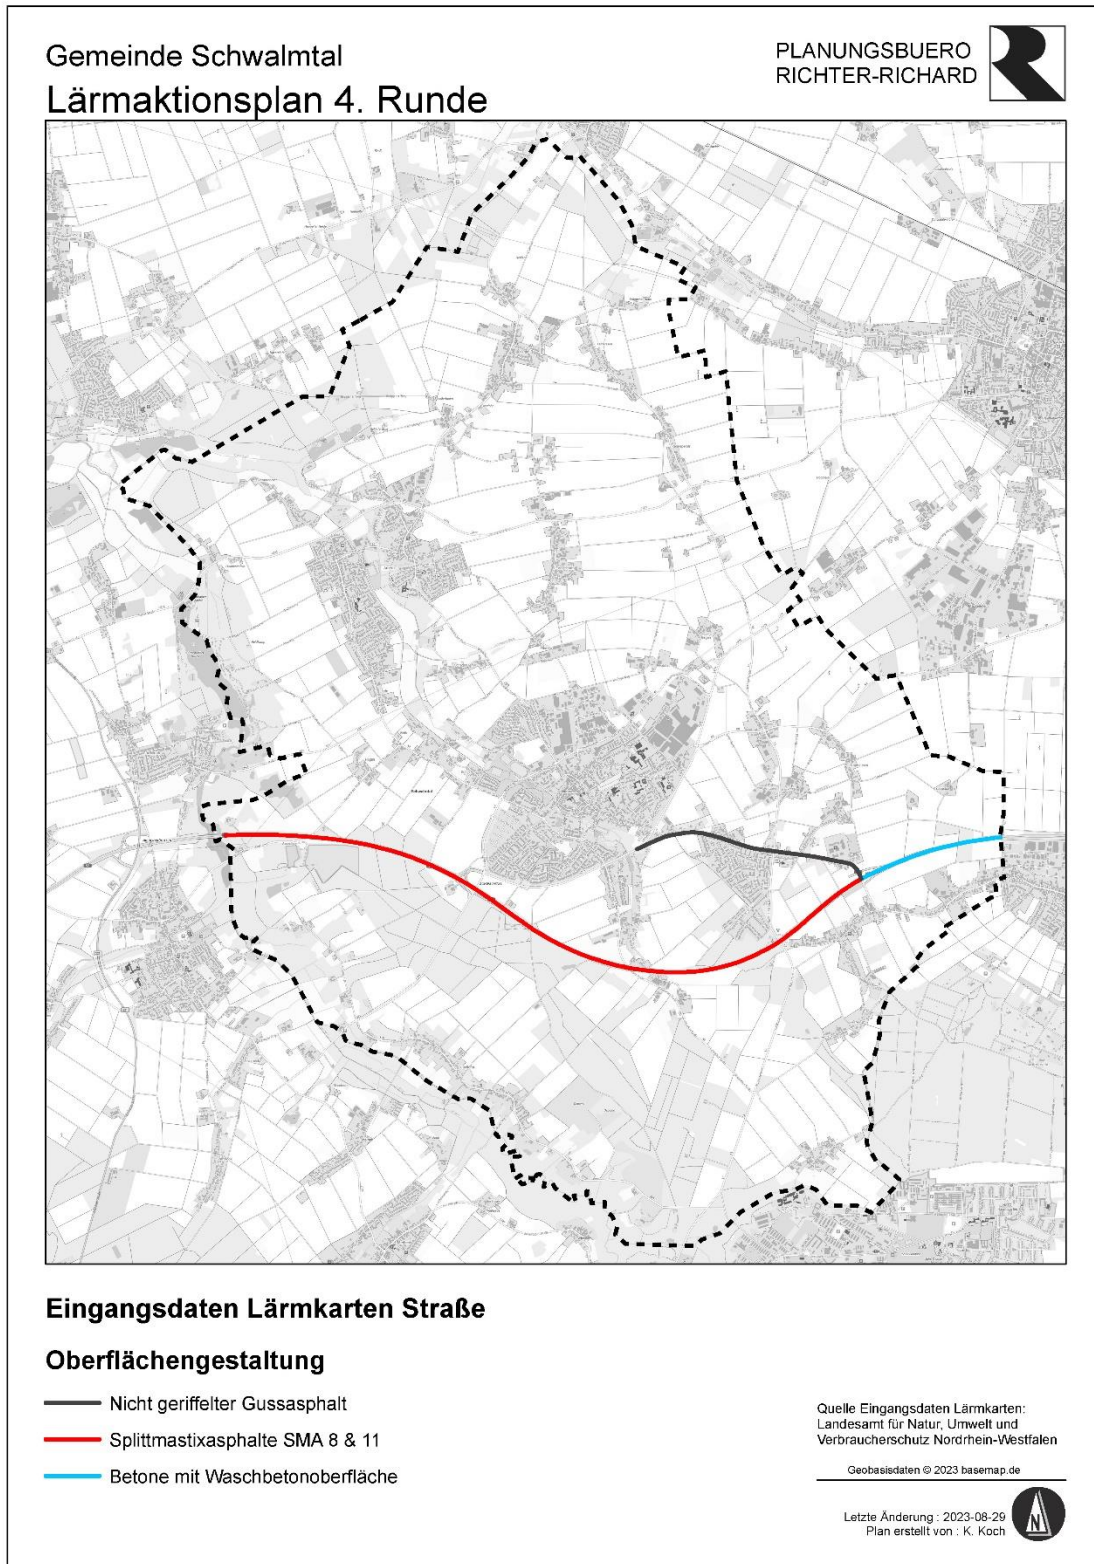 Gemeinde Schwalmtal
Lärmaktionsplan 4. Runde
PLANUNGSBUERO
RICHTER-RICHARD
Eingangsdaten Lärmkarten Straße
Oberflächengestaltung
Nicht geriffelter Gussasphalt
Splittmastixasphalte SMA 8 & 11
Betone mit Waschbetonoberfläche
Quelle Eingangsdaten Lärmkarten:
Landesamt für Natur, Umwelt und
Verbraucherschutz Nordrhein-Westfalen
Geobasisdaten © 2023 basemap.de
Letzte Änderung : 2023-08-29
Plan erstellt von : K. Koch
N